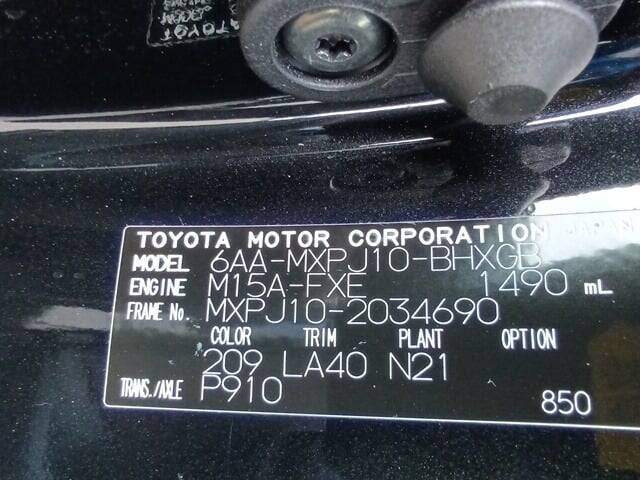 TOYOTA MOTOR CORPORATION JAPAN
MODEL 6AA-MXPJ10-BHXGB
ENGINE M15A-FXE 1490 mL
FRAME No. MXPJ10-2034690
COLOR TRIM PLANT OPTION
209 LA40 N21
TRANS./AXLE P910
850